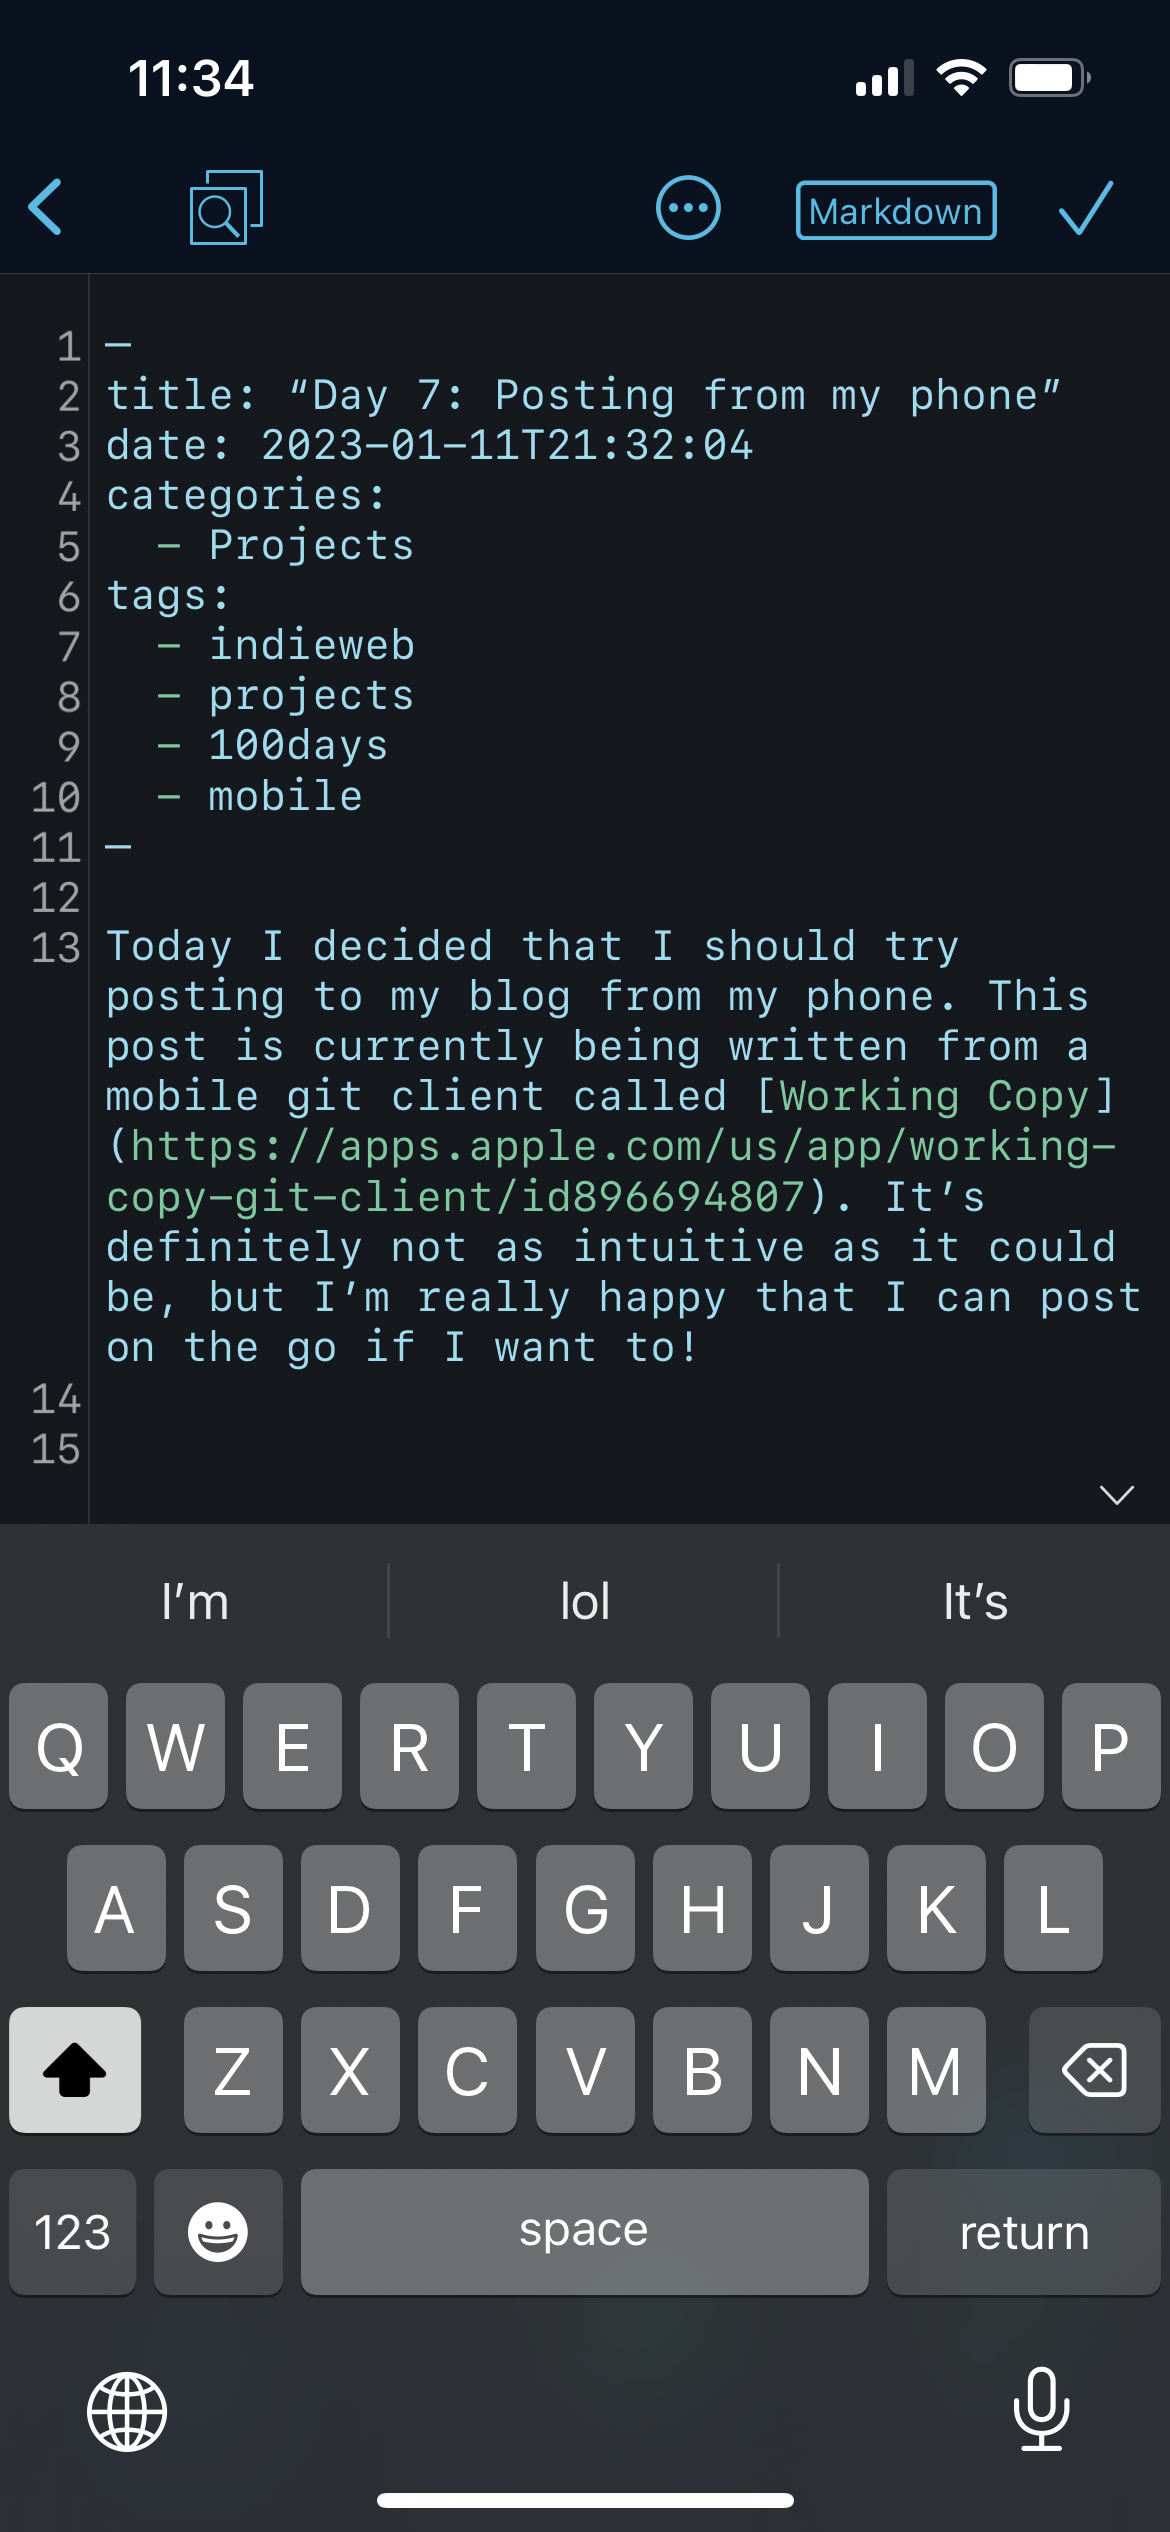 11:34
Markdown
1 —
2 title: “Day 7: Posting from my phone”
3 date: 2023-01-11T21:32:04
4 categories:
5 - Projects
6 tags:
7 - indieweb
8 - projects
9 - 100days
10 - mobile
11 —
12
13 Today I decided that I should try
posting to my blog from my phone. This
post is currently being written from a
mobile git client called [Working Copy]
(https://apps.apple.com/us/app/working-
copy-git-client/id896694807). It’s
definitely not as intuitive as it could
be, but I’m really happy that I can post
on the go if I want to!
14
15
I’m lol It’s
Q W E R T Y U I O P
A S D F G H J K L
Z X C V B N M
123 space return